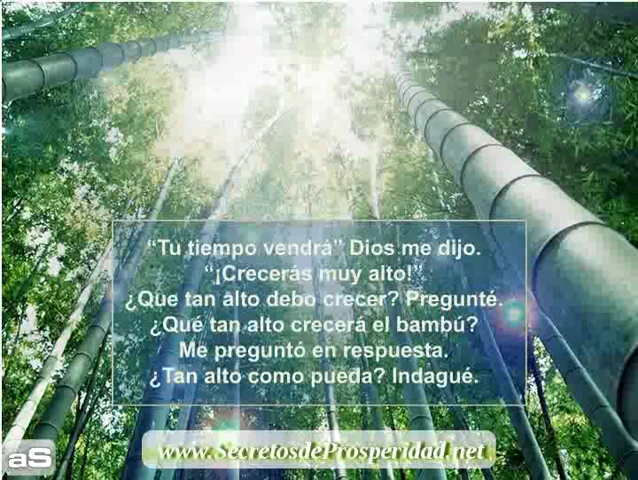 “Tu tiempo vendrá” Dios me dijo.
“¡Crecerás muy alto!”
¿Que tan alto debo crecer? Pregunté.
¿Qué tan alto crecerá el bambú?
Me preguntó en respuesta.
¿Tan alto como pueda? Indagué.
www.SecretosdeProsperidad.net
aS